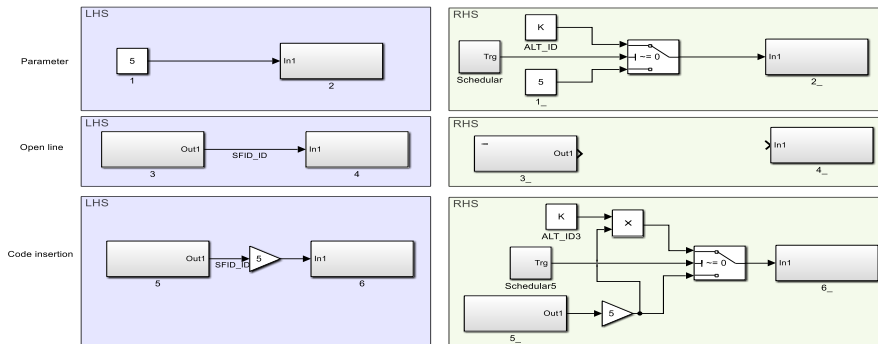 LHS
RHS
Parameter
5
1
In1
2
K
ALT_ID
Trg
Schedular
5
1_
~= 0
In1
2_
LHS
RHS
Open line
Out1
3
SFID_ID
In1
4
Out1
3_
In1
4_
LHS
RHS
Code insertion
Out1
5
SFID_ID
5
In1
6
K
ALT_ID3
×
Trg
Schedular5
~= 0
In1
6_
Out1
5_
5